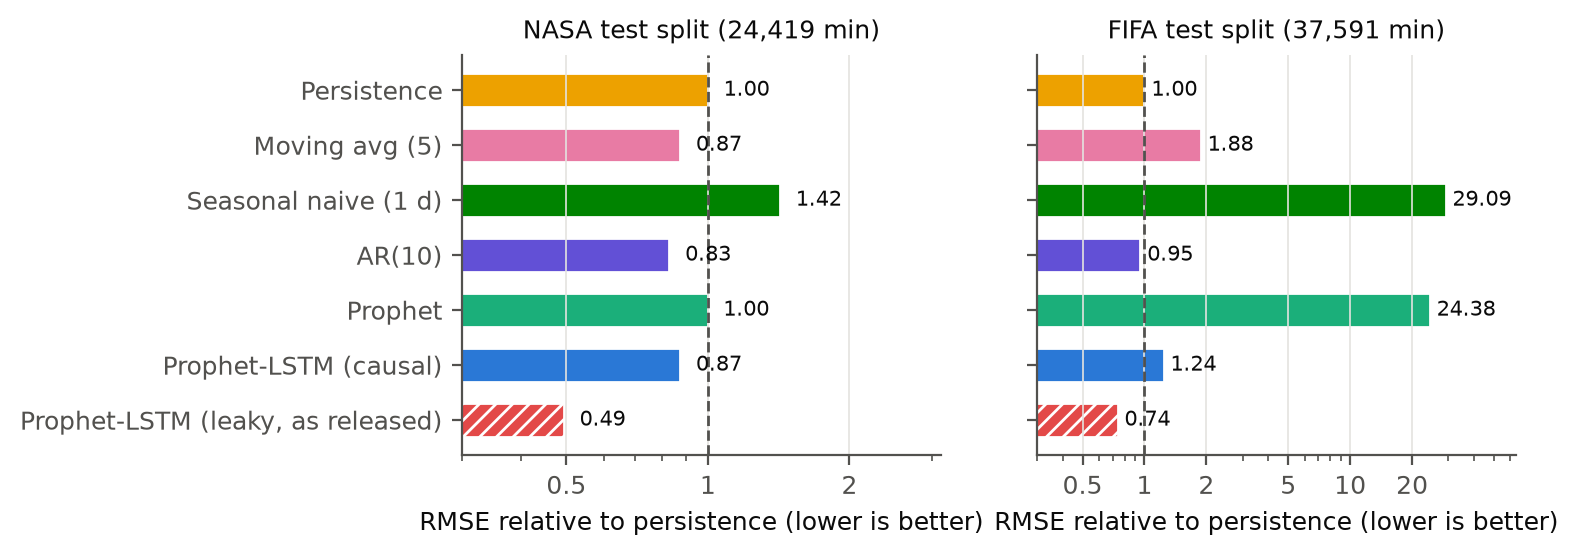 NASA test split (24,419 min)
Persistence
1.00
Moving avg (5)
0.87
Seasonal naive (1 d)
1.42
AR(10)
0.83
Prophet
1.00
Prophet-LSTM (causal)
0.87
Prophet-LSTM (leaky, as released)
0.49
0.5 1 2
RMSE relative to persistence (lower is better)
FIFA test split (37,591 min)
1.00
1.88
29.09
0.95
24.38
1.24
0.74
0.5 1 2 5 10 20
RMSE relative to persistence (lower is better)